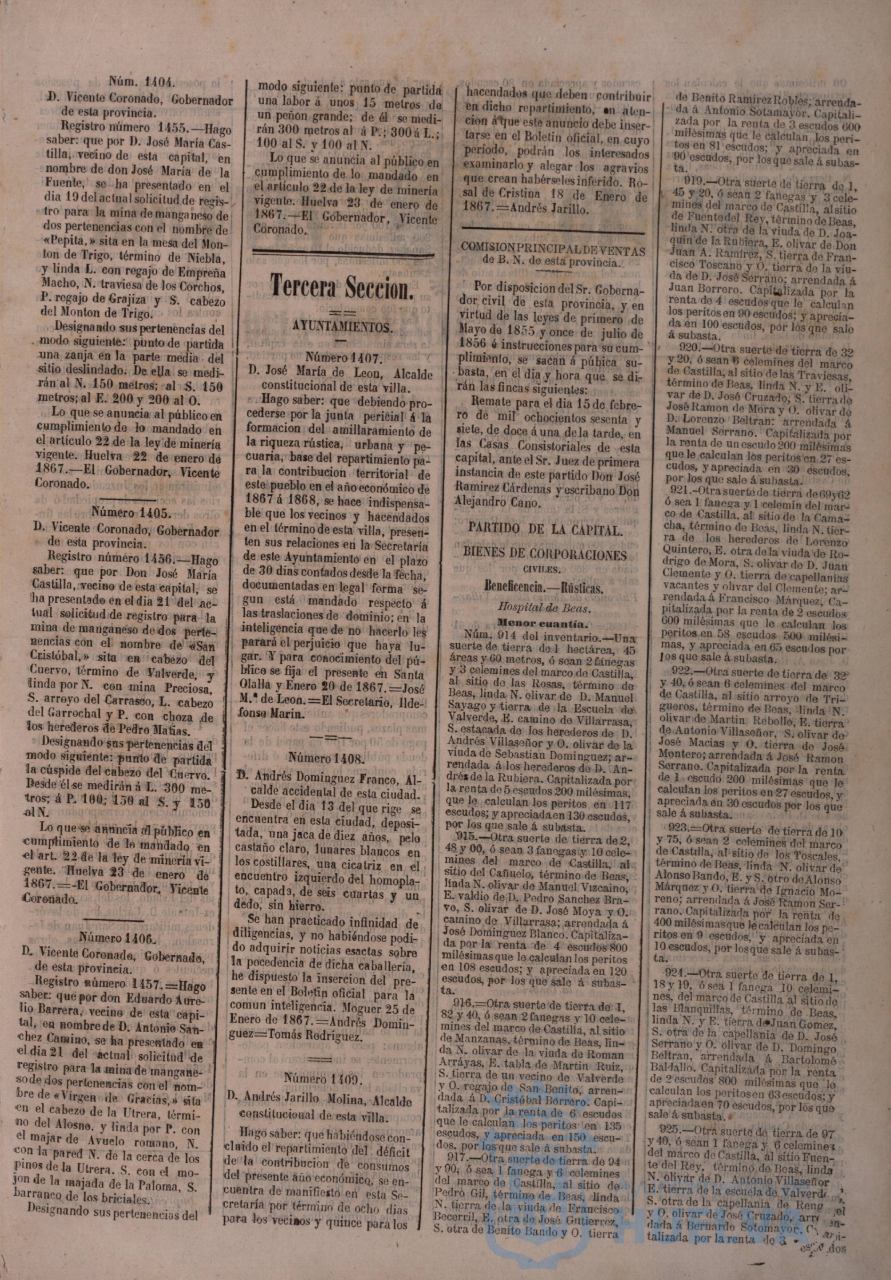 Núm. 1404.
D. Vicente Coronado, Gobernador
de esta provincia.
Registro número 1455.—Hago
saber: que por D. José María Cas-
tilla, vecino de esta capital, en
nombre de don José María de la
Fuente, se ha presentado en el
dia 19 del actual solicitud de regis-
tro para la mina de manganeso de
dos pertenencias con el nombre de
«Pepita,» sita en la mesa del Mon-
ton de Trigo, término de Niebla,
y linda L. con regajo de Empreña
Macho, N. traviesa de los Corchos,
P. regajo de Grajiza y S. cabezo
del Monton de Trigo.
Designando sus pertenencias del
modo siguiente: punto de partida
una zanja en la parte media del
sitio deslindado. De ella se medi-
rán al N. 150 metros; al S. 150
metros; al E. 200 y 200 al O.
Lo que se anuncia al público en
cumplimiento de lo mandado en
el artículo 22 de la ley de minería
vigente. Huelva 22 de enero de
1867.—El Gobernador, Vicente
Coronado.
Número 1405.
D. Vicente Coronado, Gobernador
de esta provincia.
Registro número 1456.—Hago
saber: que por Don José María
Castilla, vecino de esta capital, se
ha presentado en el dia 21 del ac-
tual solicitud de registro para la
mina de manganeso de dos perte-
nencias con el nombre de «San
Cristóbal,» sita en cabezo del
Cuervo, término de Valverde, y
linda por N. con mina Preciosa,
S. arroyo del Carrasco, L. cabezo
del Garrochal y P. con choza de
los herederos de Pedro Matias.
Designando sus pertenencias del
modo siguiente: punto de partida
la cúspide del cabezo del Cuervo.
Desde él se medirán á L. 300 me-
tros; á P. 100; 150 al S. y 150
al N.
Lo que se anuncia al público en
cumplimiento de lo mandado en
el art. 22 de la ley de minería vi-
gente. Huelva 23 de enero de
1867.—El Gobernador, Vicente
Coronado.
Número 1406.
D. Vicente Coronado, Gobernado,
de esta provincia.
Registro número 1457.=Hago
saber: que por don Eduardo Aure-
lio Barrera, vecino de esta capi-
tal, en nombre de D. Antonio San-
chez Camino, se ha presentado en
el dia 21 del actual solicitud de
registro para la mina de mangane-
so de dos pertenencias con el nom-
bre de «Virgen de Gracias,» sita
en el cabezo de la Utrera, térmi-
no del Alosno, y linda por P. con
el majar de Avuelo romano, N.
con la pared N. de la cerca de los
pinos de la Utrera. S. con el mo-
jon de la majada de la Paloma, S.
barranco de los briciales.
Designando sus pertenencias del
modo siguiente: punto de partida
una labor á unos 15 metros de
un peñon grande; de él se medi-
rán 300 metros al á P.; 300 á L.;
100 al S. y 100 al N.
Lo que se anuncia al público en
cumplimiento de lo mandado en
el artículo 22 de la ley de minería
vigente. Huelva 23 de enero de
1867.—El Gobernador, Vicente
Coronado.
Tercera Seccion.
AYUNTAMIENTOS.
Número 1407.
D. José María de Leon, Alcalde
constitucional de esta villa.
Hago saber: que debiendo pro-
cederse por la junta pericial á la
formacion del amillaramiento de
la riqueza rústica, urbana y pe-
cuaria, base del repartimiento pa-
ra la contribucion territorial de
este pueblo en el año económico de
1867 á 1868, se hace indispensa-
ble que los vecinos y hacendados
en el término de esta villa, presen-
ten sus relaciones en la Secretaría
de este Ayuntamiento en el plazo
de 30 dias contados desde la fecha,
documentadas en legal forma se-
gun está mandado respecto á
las traslaciones de dominio; en la
inteligencia que de no hacerlo les
parará el perjuicio que haya lu-
gar. Y para conocimiento del pú-
blico se fija el presente en Santa
Olalla y Enero 20 de 1867.=José
M.ª de Leon.=El Secretario, Ilde-
fonso Marin.
Número 1408.
D. Andrés Dominguez Franco, Al-
calde accidental de esta ciudad.
Desde el dia 13 del que rige se
encuentra en esta ciudad, deposi-
tada, una jaca de diez años, pelo
castaño claro, lunares blancos en
los costillares, una cicatriz en el
encuentro izquierdo del homopla-
to, capada, de seis cuartas y un
dedo, sin hierro.
Se han practicado infinidad de
diligencias, y no habiéndose podi-
do adquirir noticias esactas sobre
la pocedencia de dicha caballería,
he dispuesto la insercion del pre-
sente en el Boletin oficial para la
comun inteligencia. Moguer 25 de
Enero de 1867.=Andrés Domin-
guez=Tomás Rodríguez.
Número 1409.
D. Andrés Jarillo Molina, Alcalde
constitucional de esta villa.
Hago saber: que habiéndose con-
cluido el repartimiento del déficit
de la contribucion de consumos
del presente año económico, se en-
cuentra de manifiesto en esta Se-
cretaría por término de ocho dias
para los vecinos y quince para los
hacendados que deben contribuir
en dicho repartimiento, en aten-
cion á que este anuncio debe inser-
tarse en el Boletin oficial, en cuyo
periodo, podrán los interesados
examinarlo y alegar los agravios
que crean habérseles inferido. Ro-
sal de Cristina 18 de Enero de
1867.=Andrés Jarillo.
COMISION PRINCIPAL DE VENTAS
de B. N. de esta provincia.
Por disposicion del Sr. Goberna-
dor civil de esta provincia, y en
virtud de las leyes de primero de
Mayo de 1855 y once de julio de
1856 é instrucciones para su cum-
plimiento, se sacan á púbica su-
basta, en el dia y hora que se di-
rán las fincas siguientes:
Remate para el dia 15 de febre-
ro de mil ochocientos sesenta y
siete, de doce á una de la tarde, en
las Casas Consistoriales de esta
capital, ante el Sr. Juez de primera
instancia de este partido Don José
Ramirez Cárdenas y escribano Don
Alejandro Cano.
PARTIDO DE LA CAPITAL.
BIENES DE CORPORACIONES
CIVILES.
Beneficencia.—Rústicas.
Hospital de Beas.
Menor cuantía.
Núm. 914 del inventario.—Una
suerte de tierra de 1 hectárea, 45
áreas y 60 metros, ó sean 2 fanegas
y 3 celemines del marco de Castilla,
al sitio de las Rosas, término de
Beas, linda N. olivar de D. Manuel
Sayago y tierra de la Escuela de
Valverde, E. camino de Villarrasa,
S. estacada de los herederos de D.
Andrés Villaseñor y O. olivar de la
viuda de Sebastian Dominguez; ar-
rendada á los herederos de D. An-
drés de la Rubiera. Capitalizada por
la renta de 5 escudos 200 milésimas,
que le calculan los peritos en 117
escudos; y apreciada en 130 escudos,
por los que sale á subasta.
915.—Otra suerte de tierra de 2,
48 y 00, ó sean 3 fanegas y 10 cele-
mines del marco de Castilla, al
sitio del Cañuelo, término de Beas,
linda N. olivar de Manuel Vizcaino,
E. valdio de D. Pedro Sanchez Bra-
vo, S. olivar de D. José Moya y O.
camino de Villarrasa; arrendada á
José Dominguez Blanco. Capitaliza-
da por la renta de 4 escudos 800
milésimas que le calculan los peritos
en 108 escudos; y apreciada en 120
escudos, por los que sale á subas-
ta.
916.=Otra suerte de tierra de 1,
82 y 40, ó sean 2 fanegas y 10 cele-
mines del marco de Castilla, al sitio
de Manzanas, término de Beas, lin-
da N. olivar de la viuda de Roman
Arráyas, E. tabla de Martin Ruiz,
S. tierra de un vecino de Valverde
y O. regajo de San Benito, arren-
dada á D. Cristóbal Borrero. Capi-
talizada por la renta de 6 escudos
que le calculan los peritos en 135
escudos, y apreciada en 150 escu-
dos, por los que sale á subasta.
917.—Otra suerte de tierra de 94
y 90, ó sea 1 fanega y 6 celemines
del marco de Castilla, al sitio de
Pedro Gil, término de Beas, linda
N. tierra de la viuda de Francisco
Becerril, E. otra de José Gutierrez,
S. otra de Benito Bando y O. tierra
de Benito Ramirez Robles; arrenda-
da á Antonio Sotamayor. Capitali-
zada por la renta de 3 escudos 600
milésimas que le calculan, los peri-
tos en 81 escudos; y apreciada en
90 escudos, por los que sale á subas-
ta.
919.—Otra suerte de tierra de 1,
45 y 20, ó sean 2 fanegas y 3 cele-
mines del marco de Castilla, al sitio
de Fuente del Rey, término de Beas,
linda N. otra de la viuda de D. Joa-
quin de la Rubiera, E. olivar de Don
Juan A. Ramirez, S. tierra de Fran-
cisco Toscano y O. tierra de la viu-
da de D. José Serrano; arrendada á
Juan Borrero. Capitalizada por la
renta de 4 escudos que le calculan
los peritos en 90 escudos; y aprecia-
da en 100 escudos, por los que sale
á subasta.
920.—Otra suerte de tierra de 32
y 20, ó sean 6 celemines del marco
de Castilla, al sitio de las Traviesas,
término de Beas, linda N. y E. oli-
var de D. José Cruzado, S. tierra de
José Ramon de Mora y O. olivar de
D. Lorenzo Beltran: arrendada á
Manuel Serrano. Capitalizada por
la renta de un escudo 200 milésimas
que le calculan los peritos en 27 es-
cudos, y apreciada en 30 escudos,
por los que sale á subasta.
921.-Otra suerte de tierra de 69 y 62
ó sea 1 fanega y 1 celemin del mar-
co de Castilla, al sitio de la Cama-
cha, término de Beas, linda N. tier-
ra de los herederos de Lorenzo
Quintero, E. otra de la viuda de Ro-
drigo de Mora, S. olivar de D. Juan
Clemente y O. tierra de capellanías
vacantes y olivar de Clemente; ar-
rendada á Francisco Márquez, Ca-
pitalizada por la renta de 2 escudos
600 milésimas que le calculan los
peritos en 58 escudos 500 milési-
mas, y apreciada en 65 escudos por
los que sale á subasta.
922.—Otra suerte de tierra de 32
y 40, ó sean 6 celemines del marco
de Castilla, al sitio arroyo de Tri-
gueros, término de Beas, linda N.
olivar de Martin Rebollo, E. tierra
de Antonio Villaseñor, S. olivar de
José Macias y O. tierra de José
Montero; arrendada á José Ramon
Serrano. Capitalizada por la renta
de 1 escudo 200 milésimas que le
calculan los peritos en 27 escudos, y
apreciada en 30 escudos por los que
sale á subasta.
923.=Otra suerte de tierra de 10
y 75, ó sean 2 celemines del marco
de Castilla, al sitio de los Toscales,
término de Beas, linda N. olivar de
Alonso Bando, E. y S. otro de Alonso
Márquez y O. tierra de Ignacio Mo-
reno; arrendada á José Ramon Ser-
rano. Capitalizada por la renta de
400 milésimas que le calculan los pe-
ritos en 9 escudos, y apreciada en
10 escudos, por los que sale á subas-
ta.
924.—Otra suerte de tierra de 1,
18 y 19, ó sea 1 fanega 10 celemi-
nes, del marco de Castilla al sitio de
las Blanquillas, término de Beas,
linda N. y E. tierra de Juan Gomez,
S. otra de la capellanía de D. José
Serrano y O. olivar de D. Domingo
Beltran, arrendada á Bartolomé
Baldallo. Capitalizada por la renta
de 2 escudos 800 milésimas que le
calculan los peritos en 63 escudos; y
apreciada en 70 escudos, por los que
sale á subasta.
925.—Otra suerte de tierra de 97
y 40, ó sean 1 fanega y 6 celemines
del marco de Castilla, al sitio Fuen-
te del Rey, término de Beas, linda
N. olivar de D. Antonio Villaseñor
E. tierra de la escuela de Valverde,
S. otra de la capellanía de Reng el
y O. olivar de José Cruzado, arren-
dada á Bernardo Sotomayor. Capi-
talizada por la renta de 3 escudos